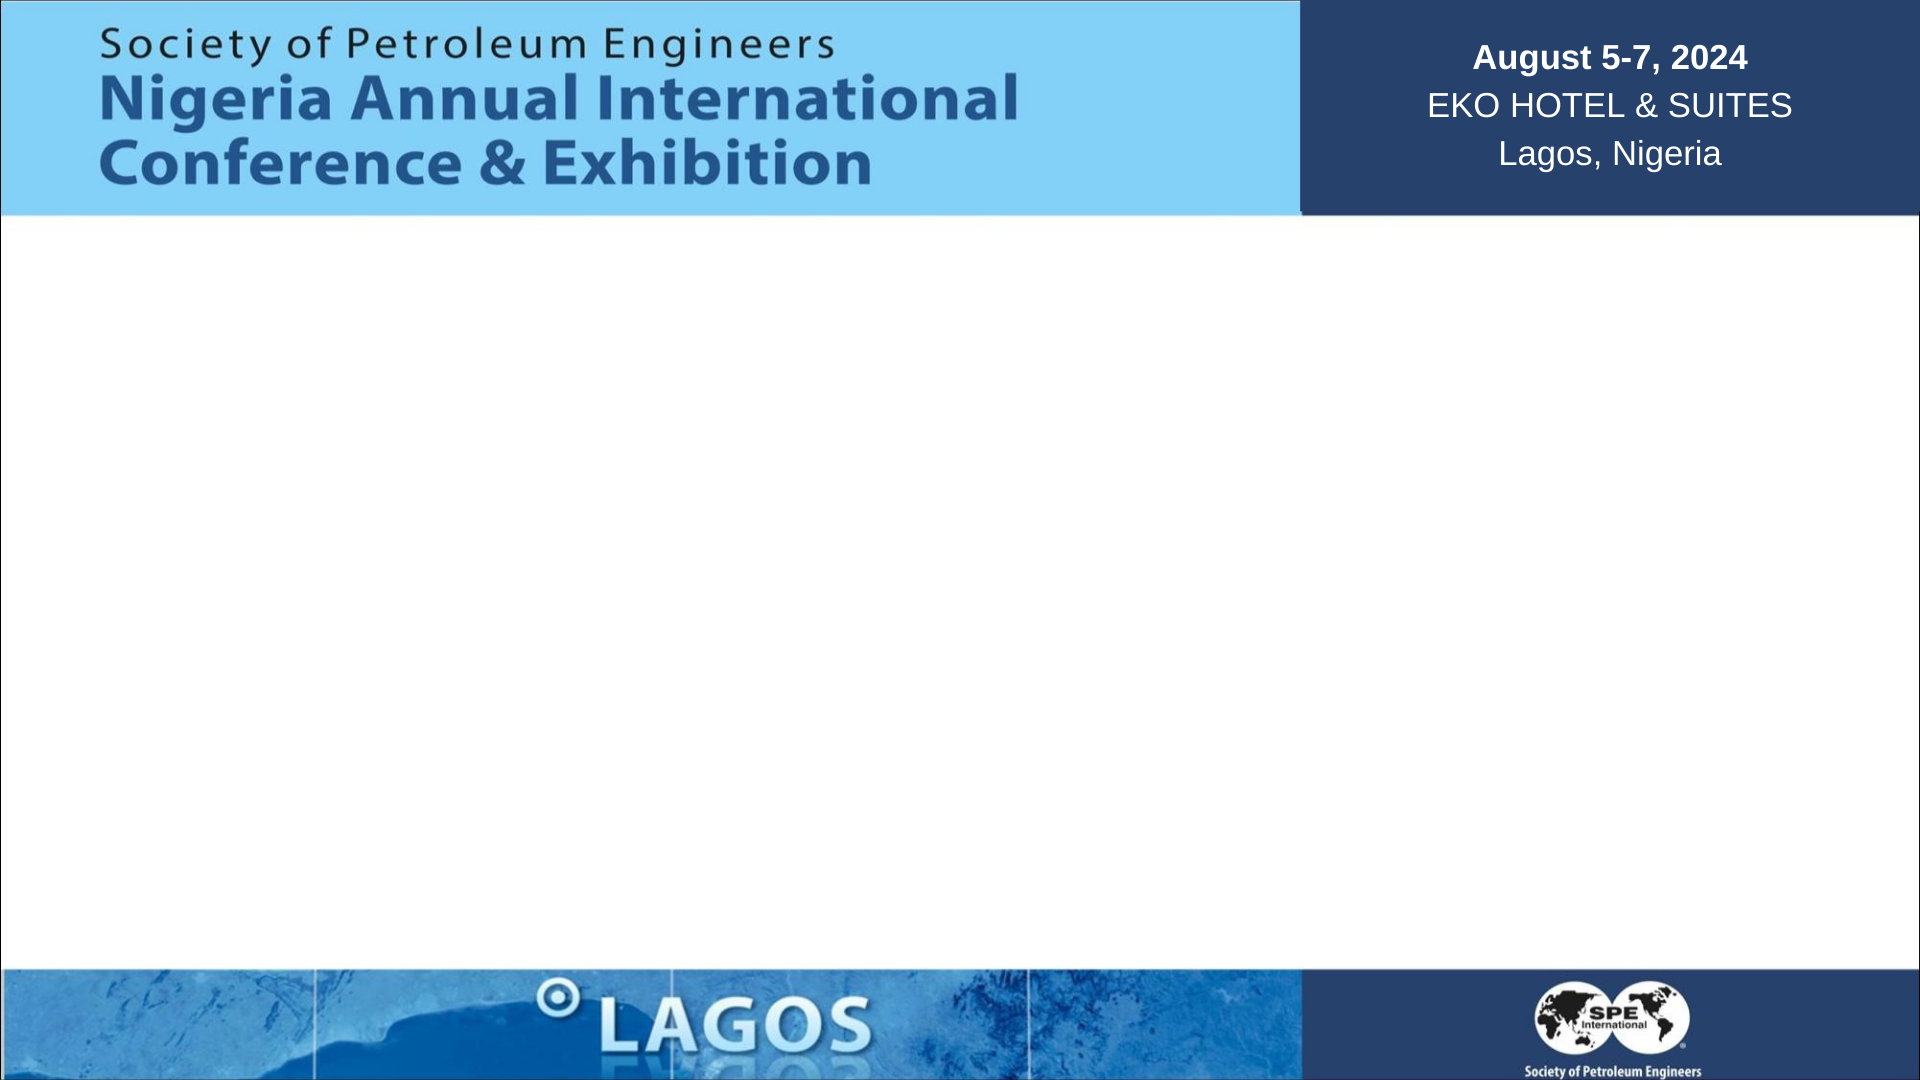 Society of Petroleum Engineers
Nigeria Annual International
Conference & Exhibition
August 5-7, 2024
EKO HOTEL & SUITES
Lagos, Nigeria
LAGOS
SPE
International
®
Society of Petroleum Engineers